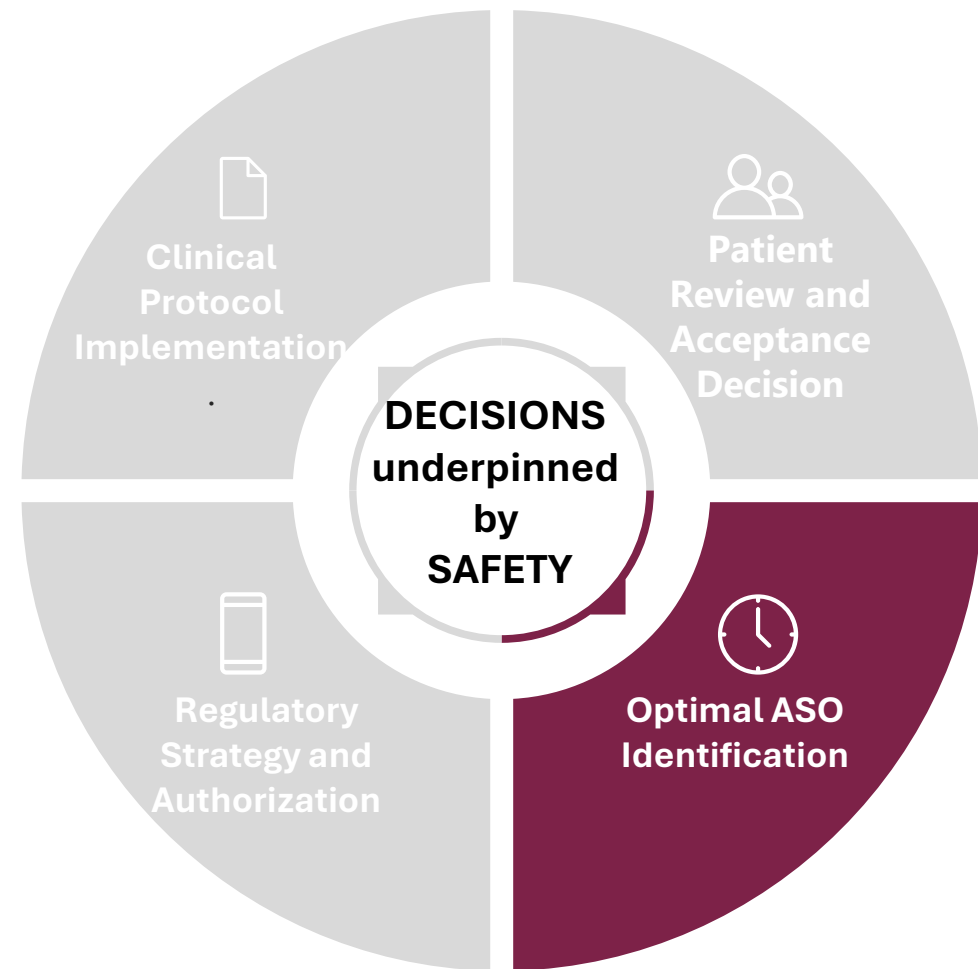 Clinical
Protocol
Implementation
.
Patient
Review and
Acceptance
Decision
DECISIONS
underpinned
by
SAFETY
Regulatory
Strategy and
Authorization
Optimal ASO
Identification